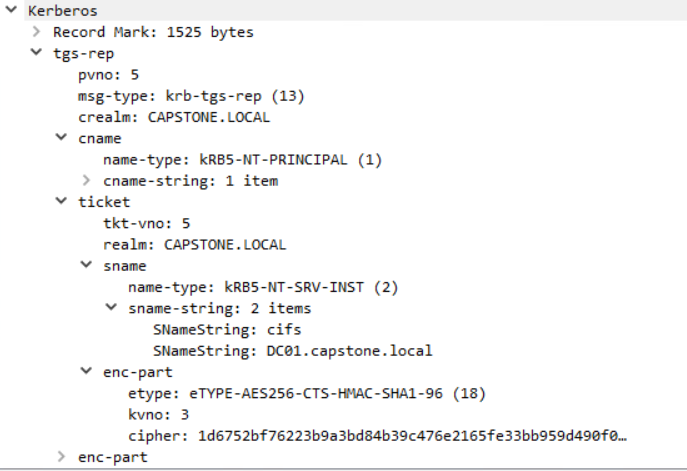 Kerberos
Record Mark: 1525 bytes
tgs-rep
pvno: 5
msg-type: krb-tgs-rep (13)
crealm: CAPSTONE.LOCAL
cname
name-type: kRB5-NT-PRINCIPAL (1)
cname-string: 1 item
ticket
tkt-vno: 5
realm: CAPSTONE.LOCAL
sname
name-type: kRB5-NT-SRV-INST (2)
sname-string: 2 items
SNameString: cifs
SNameString: DC01.capstone.local
enc-part
etype: eTYPE-AES256-CTS-HMAC-SHA1-96 (18)
kvno: 3
cipher: 1d6752bf76223b9a3bd84b39c476e2165fe33bb959d490f0…
enc-part